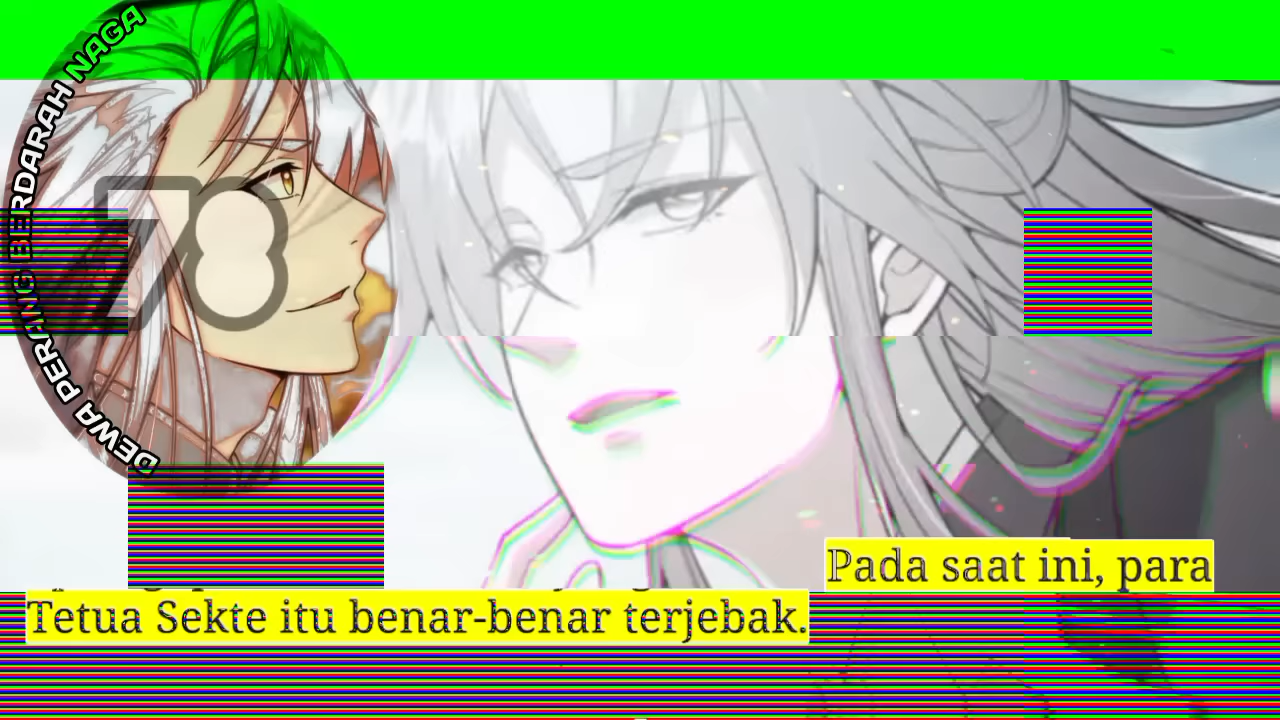 DEWA PERANG BERDARAH NAGA
78
Pada saat ini, para
Tetua Sekte itu benar-benar terjebak.